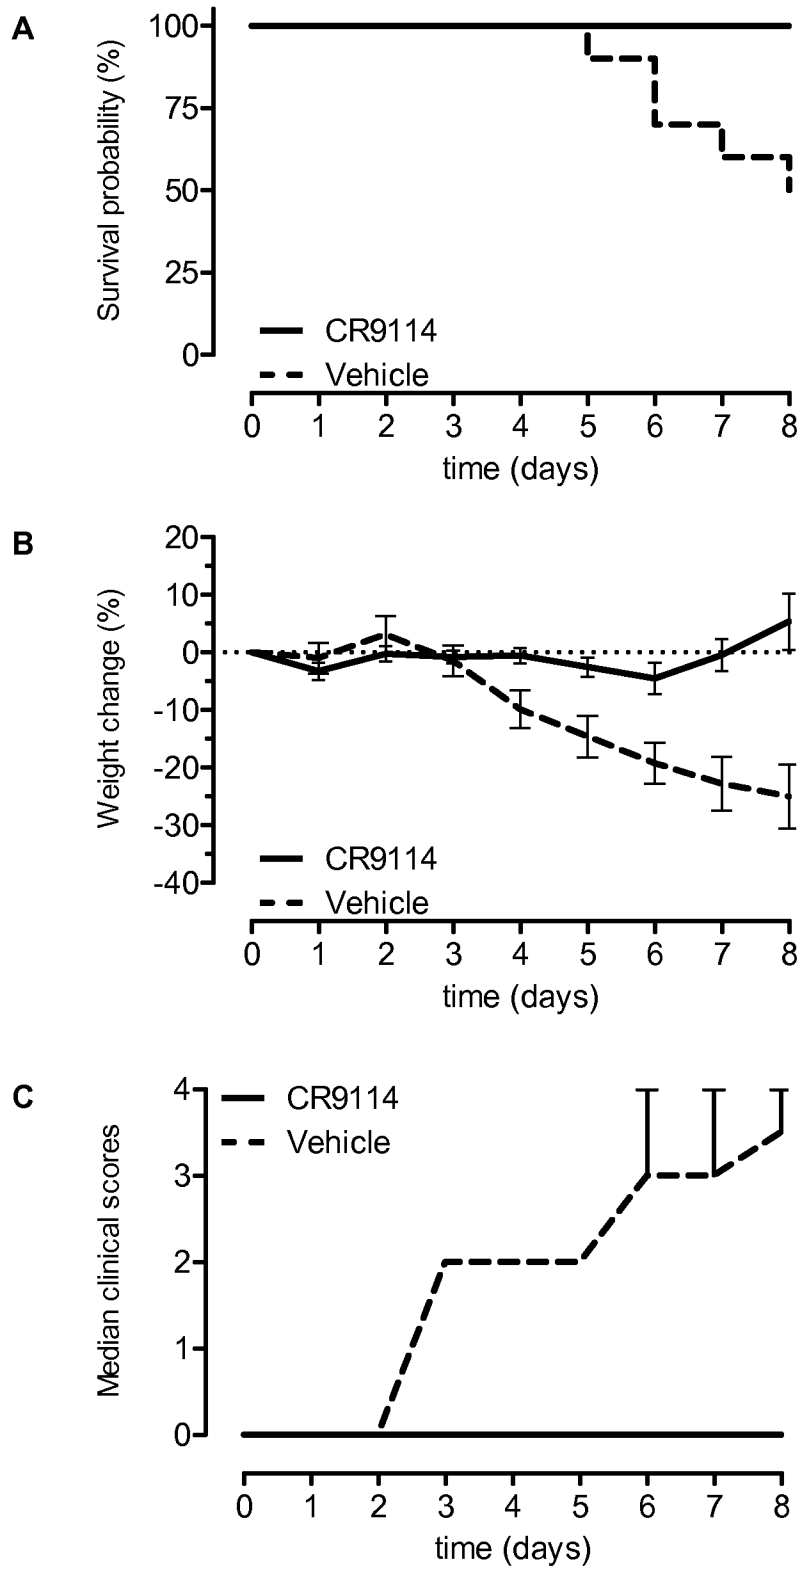 A
Survival probability (%)
100
75
50
25
0
CR9114
Vehicle
0 1 2 3 4 5 6 7 8
time (days)
B
Weight change (%)
20
10
0
-10
-20
-30
-40
CR9114
Vehicle
0 1 2 3 4 5 6 7 8
time (days)
C
Median clinical scores
4
3
2
1
0
CR9114
Vehicle
0 1 2 3 4 5 6 7 8
time (days)